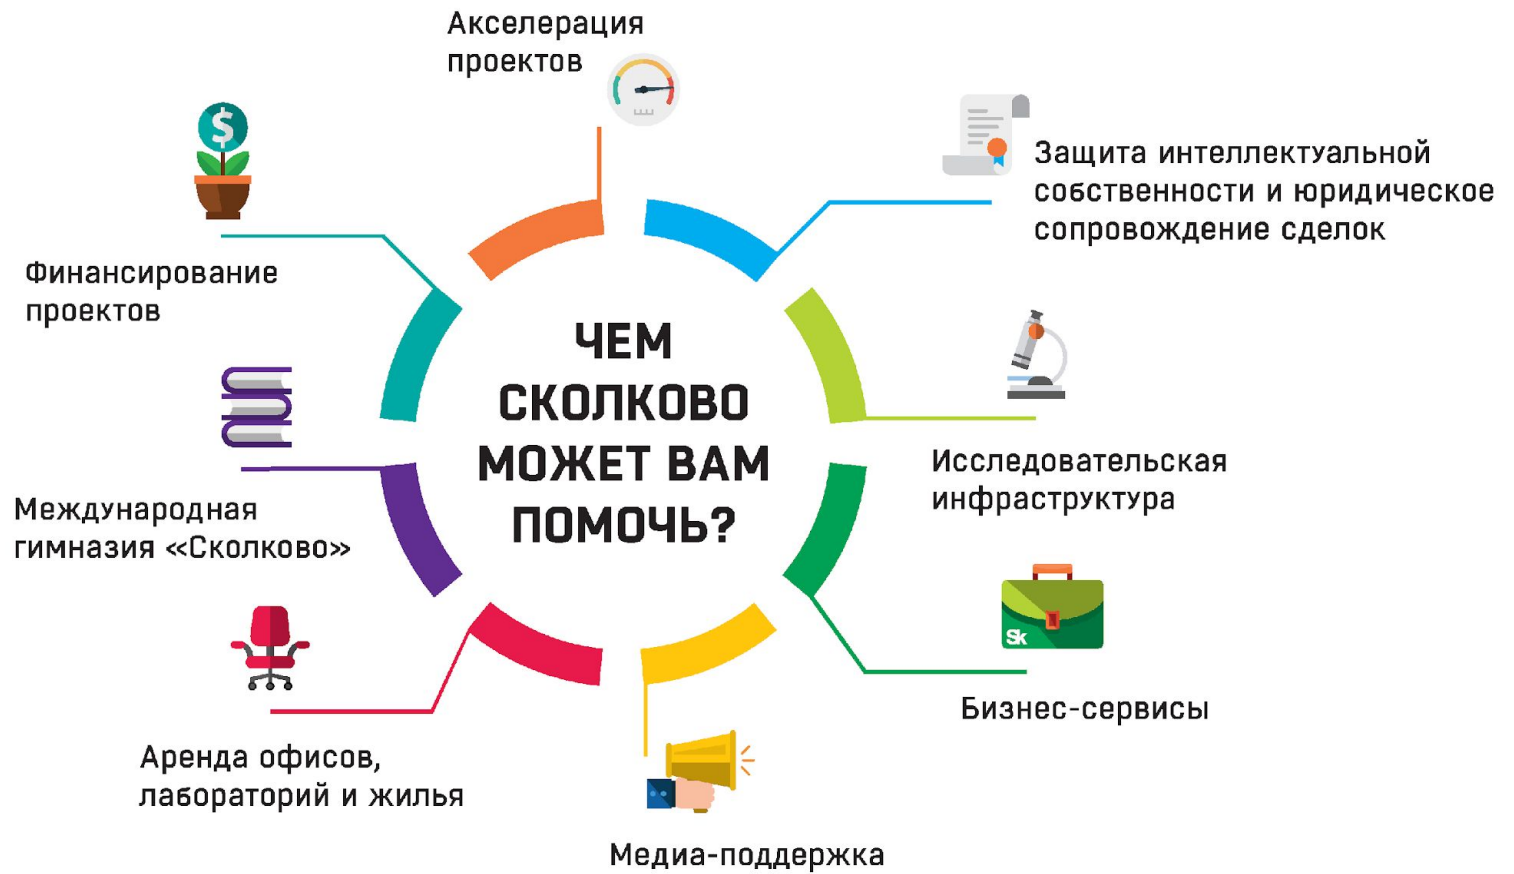 Акселерация
проектов
Защита интеллектуальной
собственности и юридическое
сопровождение сделок
Исследовательская
инфраструктура
Sk
Бизнес-сервисы
Медиа-поддержка
Аренда офисов,
лабораторий и жилья
Международная
гимназия «Сколково»
$
Финансирование
проектов
ЧЕМ
СКОЛКОВО
МОЖЕТ ВАМ
ПОМОЧЬ?